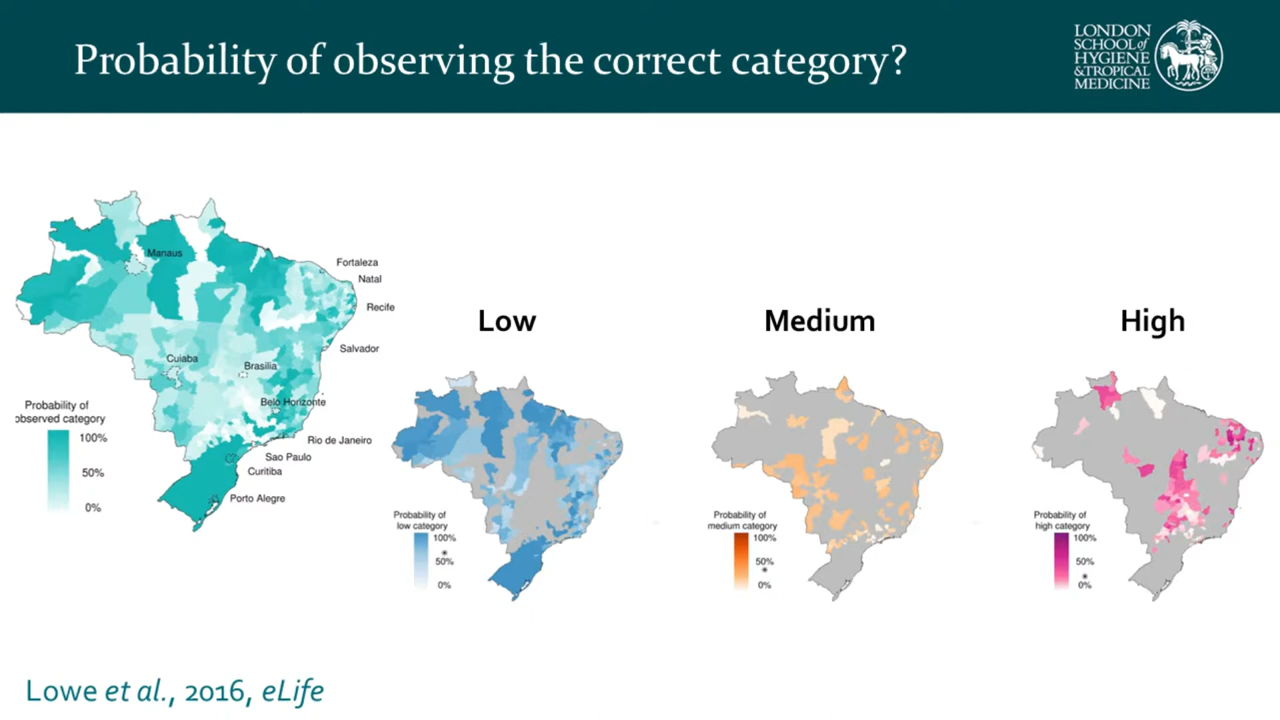 Probability of observing the correct category?
LONDON
SCHOOL of
HYGIENE
& TROPICAL
MEDICINE
Manaus
Fortaleza
Natal
Recife
Salvador
Cuiaba
Brasilia
Belo Horizonte
Rio de Janeiro
Sao Paulo
Curitiba
Porto Alegre
Probability of
observed category
100%
50%
0%
Low
Probability of
low category
100%
*
50%
0%
Medium
Probability of
medium category
100%
50%
*
0%
High
Probability of
high category
100%
50%
*
0%
Lowe et al., 2016, eLife